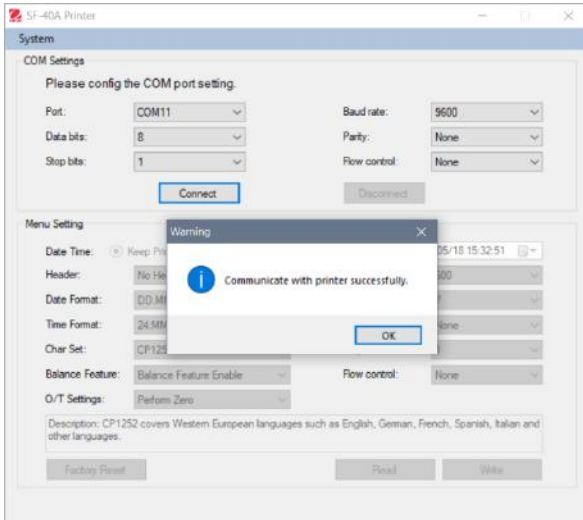 SF-40A Printer
System
COM Settings
Please config the COM port setting.
Port: COM11 Baud rate: 9600
Data bits: 8 Parity: None
Stop bits: 1 Flow control: None
Connect Disconnect
Menu Setting
Warning
Date Time: Keep 05/18 15:32:51
Header: No
Communicate with printer successfully.
Date Format:
Time Format:
OK
Char Set:
Balance Feature: Balance Feature Enable Flow control: None
O/T Settings: Perform Zero
Description: CP1252 covers Western European languages such as English, German, French, Spanish, Italian and
other languages.
Factory Reset Read Write